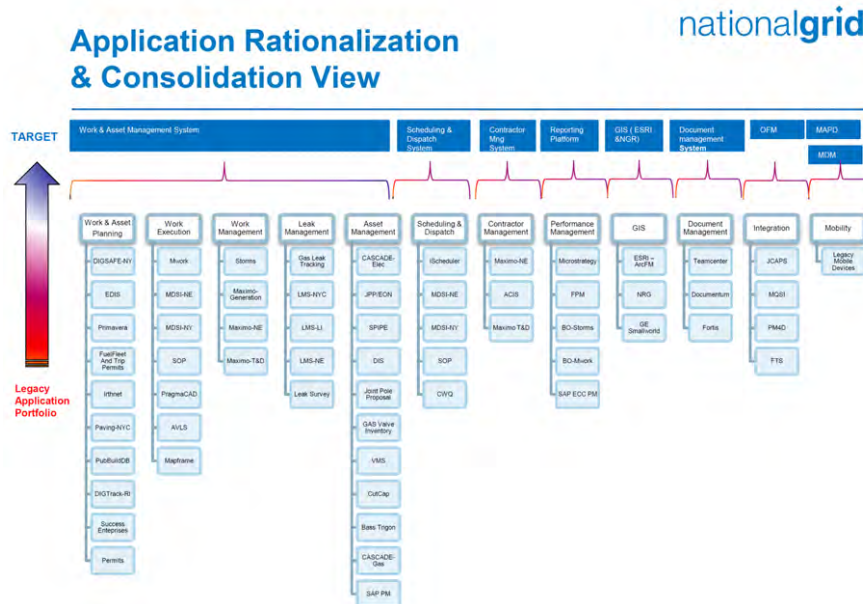 nationalgrid
Application Rationalization
& Consolidation View
TARGET
Work & Asset Management System
Scheduling &
Dispatch
System
Contractor
Mng
System
Reporting
Platform
GIS ( ESRI
&NGR)
Document
management
System
OFM
MAPD
MDM
Legacy
Application
Portfolio
Work & Asset
Planning
DIGSAFE-NY
EDIS
Primavera
FuelFleet
And Trip
Permits
Irthnet
Paving-NYC
PubBuildDB
DIGTrack-RI
Success
Enteprises
Permits
Work
Execution
Mwork
MDSI-NE
MDSI-NY
SOP
PragmaCAD
AVLS
Mapframe
Work
Management
Storms
Maximo-
Generation
Maximo-NE
Maximo-T&D
Leak
Management
Gas Leak
Tracking
LMS-NYC
LMS-LI
LMS-NE
Leak Survey
Asset
Management
CASCADE-
Elec
JPP/EON
SPIPE
DIS
Joint Pole
Proposal
GAS Valve
Inventory
VMS
CutCap
Bass Trigon
CASCADE-
Gas
SAP PM
Scheduling &
Dispatch
iScheduler
MDSI-NE
MDSI-NY
SOP
CWQ
Contractor
Management
Maximo-NE
ACIS
Maximo T&D
Performance
Management
Microstrategy
FPM
BO-Storms
BO-Mwork
SAP ECC PM
GIS
ESRI –
ArcFM
NRG
GE
Smallworld
Document
Management
Teamcenter
Documentum
Fortis
Integration
JCAPS
MQSI
PM4D
FTS
Mobility
Legacy
Mobile
Devices